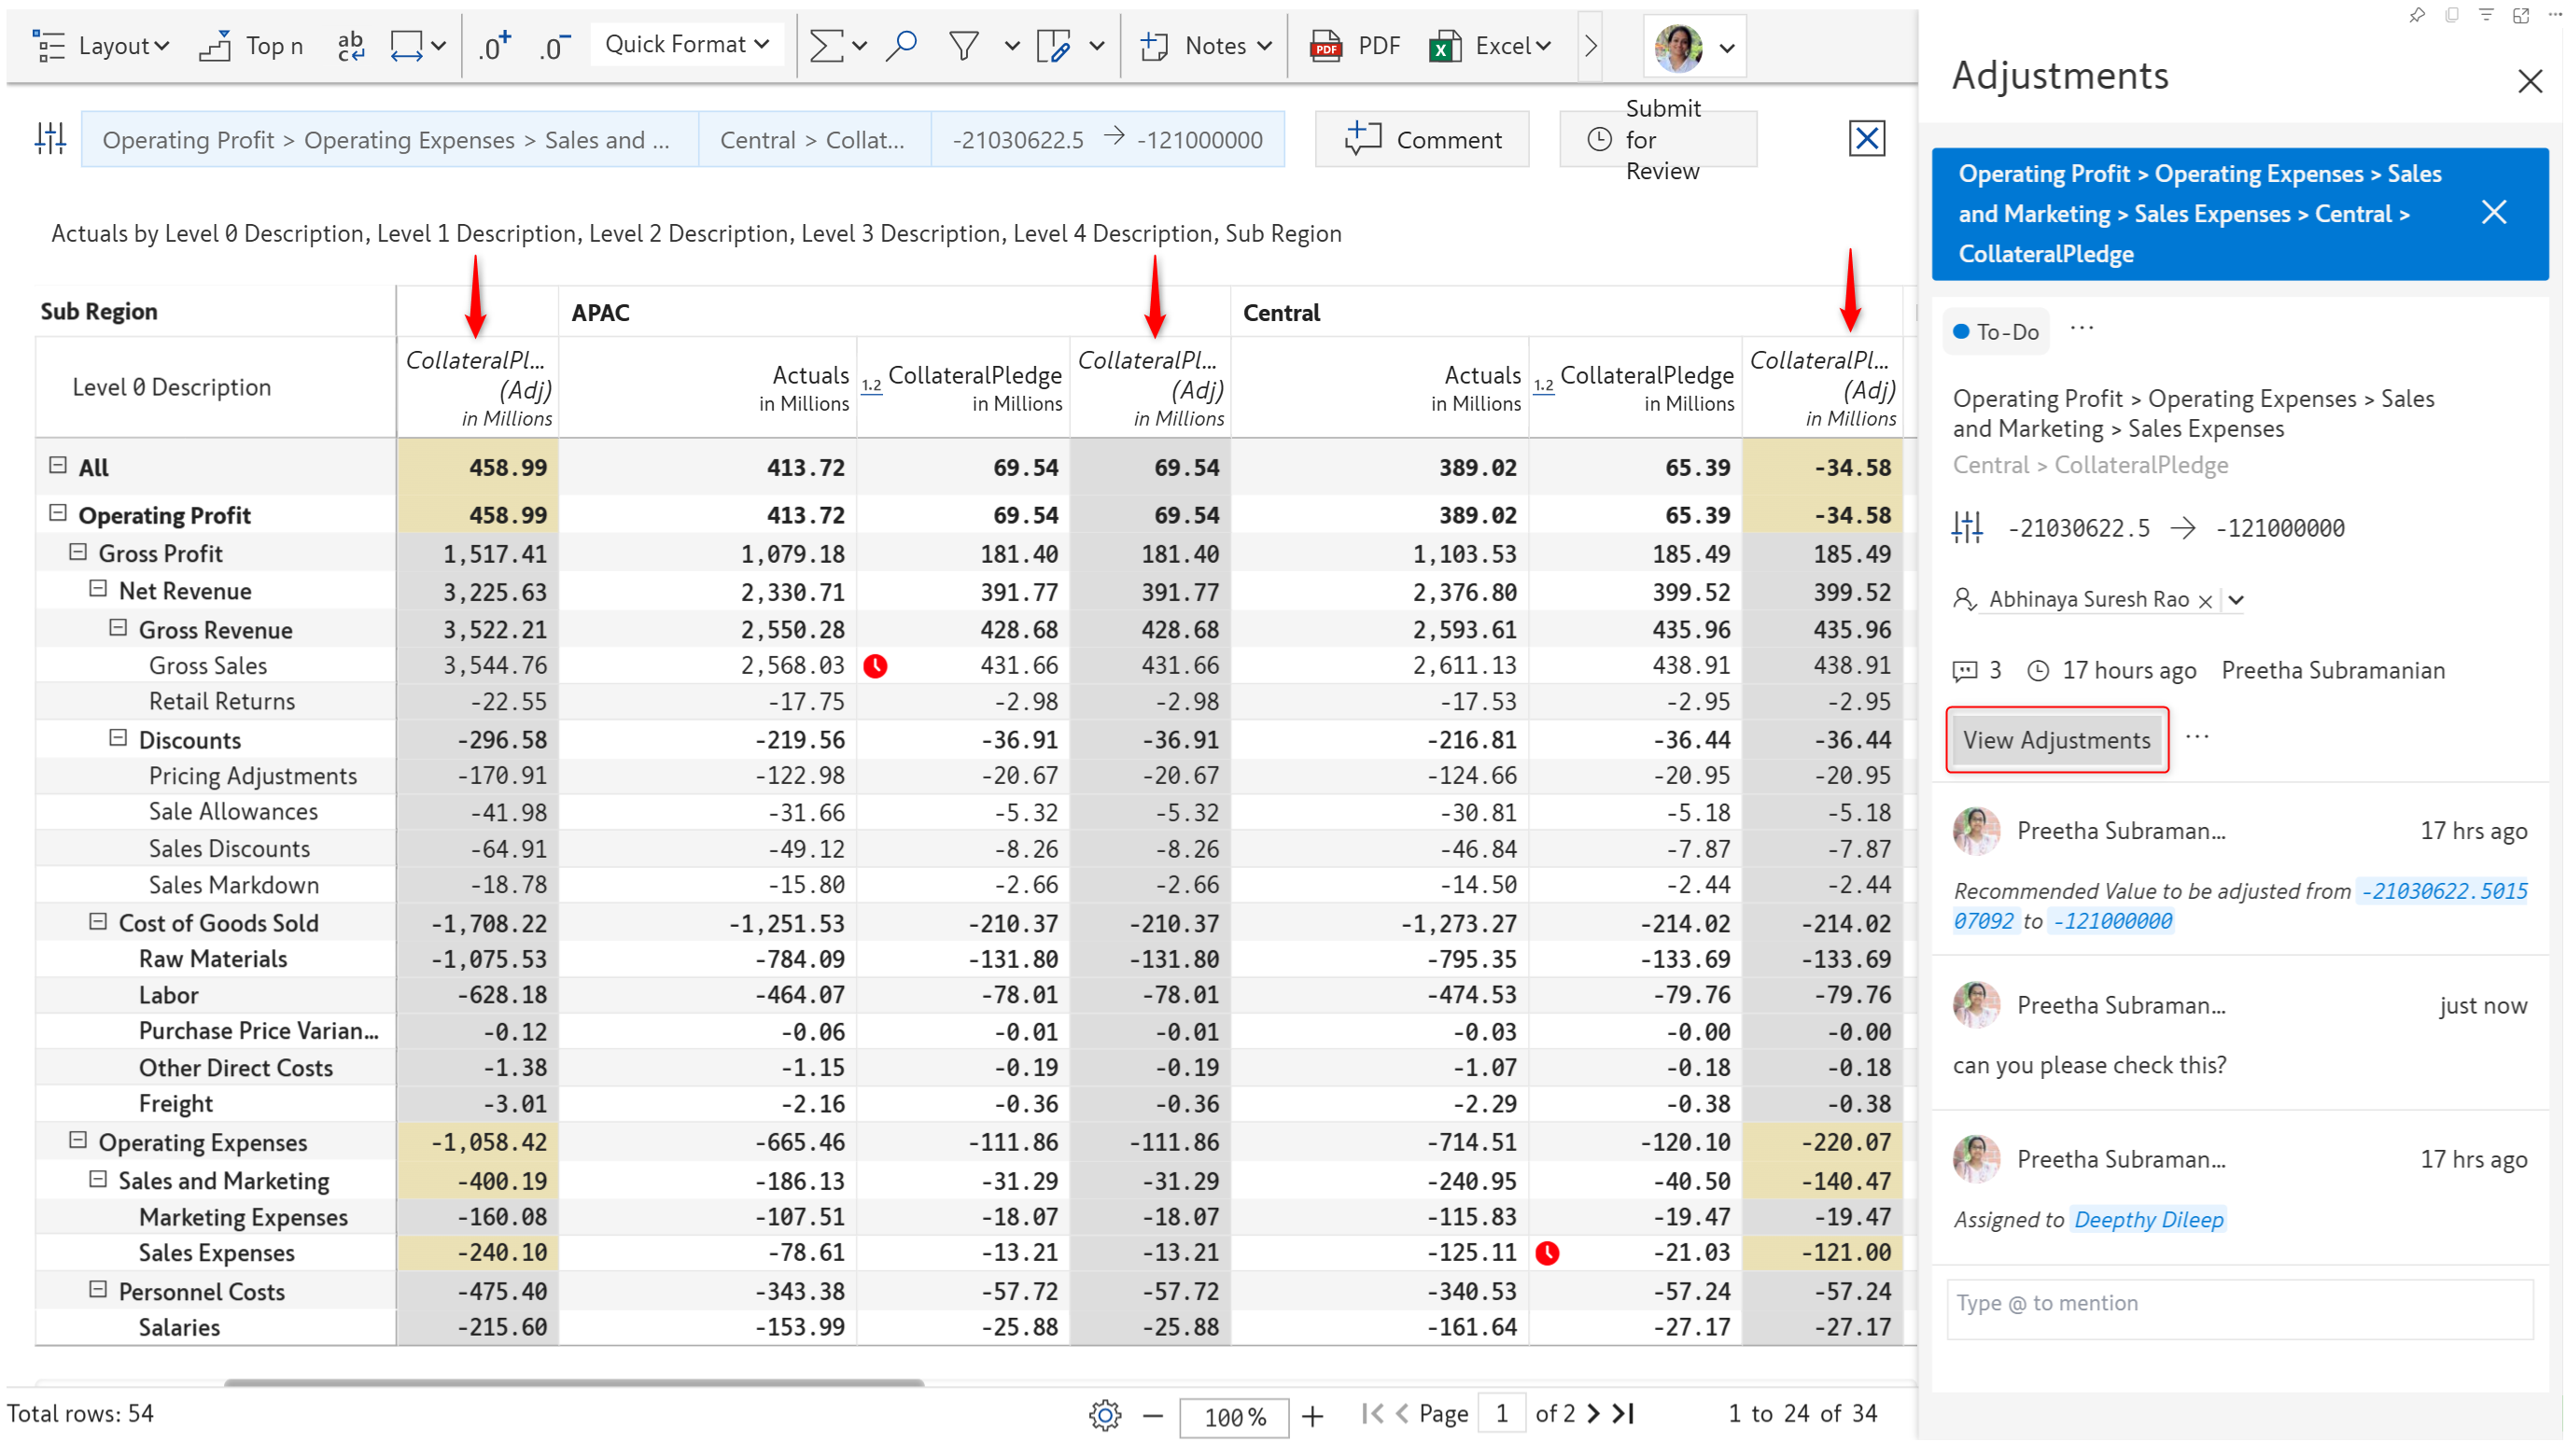 Layout Top n ab c .0+ .0- Quick Format Notes PDF PDF X Excel
Operating Profit > Operating Expenses > Sales and ... Central > Collat... -21030622.5 → -121000000 Comment Submit for Review
Actuals by Level 0 Description, Level 1 Description, Level 2 Description, Level 3 Description, Level 4 Description, Sub Region
Sub Region APAC Central
Level 0 Description CollateralPl... (Adj) in Millions Actuals in Millions 1.2 CollateralPledge in Millions CollateralPl... (Adj) in Millions Actuals in Millions 1.2 CollateralPledge in Millions CollateralPl... (Adj) in Millions
All 458.99 413.72 69.54 69.54 389.02 65.39 -34.58
Operating Profit 458.99 413.72 69.54 69.54 389.02 65.39 -34.58
Gross Profit 1,517.41 1,079.18 181.40 181.40 1,103.53 185.49 185.49
Net Revenue 3,225.63 2,330.71 391.77 391.77 2,376.80 399.52 399.52
Gross Revenue 3,522.21 2,550.28 428.68 428.68 2,593.61 435.96 435.96
Gross Sales 3,544.76 2,568.03 431.66 431.66 2,611.13 438.91 438.91
Retail Returns -22.55 -17.75 -2.98 -2.98 -17.53 -2.95 -2.95
Discounts -296.58 -219.56 -36.91 -36.91 -216.81 -36.44 -36.44
Pricing Adjustments -170.91 -122.98 -20.67 -20.67 -124.66 -20.95 -20.95
Sale Allowances -41.98 -31.66 -5.32 -5.32 -30.81 -5.18 -5.18
Sales Discounts -64.91 -49.12 -8.26 -8.26 -46.84 -7.87 -7.87
Sales Markdown -18.78 -15.80 -2.66 -2.66 -14.50 -2.44 -2.44
Cost of Goods Sold -1,708.22 -1,251.53 -210.37 -210.37 -1,273.27 -214.02 -214.02
Raw Materials -1,075.53 -784.09 -131.80 -131.80 -795.35 -133.69 -133.69
Labor -628.18 -464.07 -78.01 -78.01 -474.53 -79.76 -79.76
Purchase Price Varian... -0.12 -0.06 -0.01 -0.01 -0.03 -0.00 -0.00
Other Direct Costs -1.38 -1.15 -0.19 -0.19 -1.07 -0.18 -0.18
Freight -3.01 -2.16 -0.36 -0.36 -2.29 -0.38 -0.38
Operating Expenses -1,058.42 -665.46 -111.86 -111.86 -714.51 -120.10 -220.07
Sales and Marketing -400.19 -186.13 -31.29 -31.29 -240.95 -40.50 -140.47
Marketing Expenses -160.08 -107.51 -18.07 -18.07 -115.83 -19.47 -19.47
Sales Expenses -240.10 -78.61 -13.21 -13.21 -125.11 -21.03 -121.00
Personnel Costs -475.40 -343.38 -57.72 -57.72 -340.53 -57.24 -57.24
Salaries -215.60 -153.99 -25.88 -25.88 -161.64 -27.17 -27.17
Total rows: 54 100 % Page 1 of 2 1 to 24 of 34
Adjustments
Operating Profit > Operating Expenses > Sales
and Marketing > Sales Expenses > Central >
CollateralPledge
To-Do ...
Operating Profit > Operating Expenses > Sales
and Marketing > Sales Expenses
Central > CollateralPledge
-21030622.5 → -121000000
Abhinaya Suresh Rao
3 17 hours ago Preetha Subramanian
View Adjustments ...
Preetha Subraman... 17 hrs ago
Recommended Value to be adjusted from -21030622.5015
07092 to -121000000
Preetha Subraman... just now
can you please check this?
Preetha Subraman... 17 hrs ago
Assigned to Deepthy Dileep
Type @ to mention